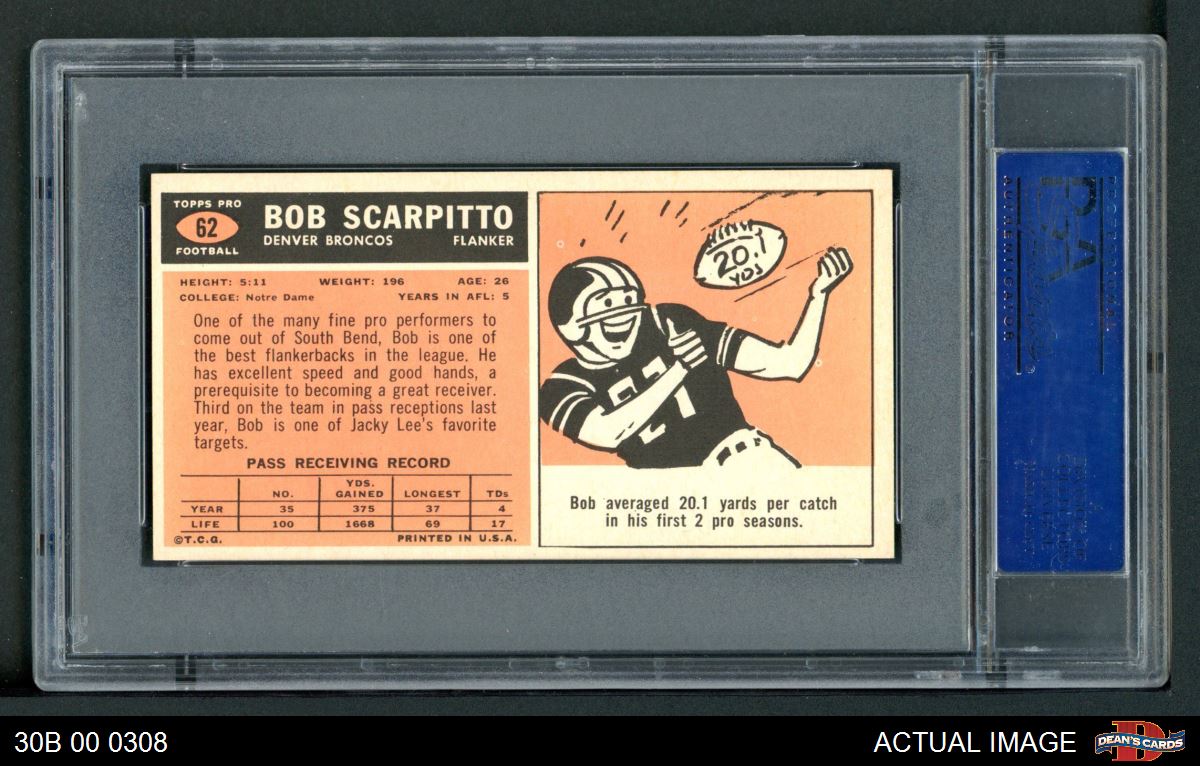 TOPPS PRO
62
FOOTBALL
BOB SCARPITTO
DENVER BRONCOS FLANKER
HEIGHT: 5:11 WEIGHT: 196 AGE: 26
COLLEGE: Notre Dame YEARS IN AFL: 5
One of the many fine pro performers to
come out of South Bend, Bob is one of
the best flankerbacks in the league. He
has excellent speed and good hands, a
prerequisite to becoming a great receiver.
Third on the team in pass receptions last
year, Bob is one of Jacky Lee's favorite
targets.
PASS RECEIVING RECORD
NO. YDS. GAINED LONGEST TDs
YEAR 35 375 37 4
LIFE 100 1668 69 17
©T.C.G. PRINTED IN U.S.A.
20.1
YDS
Bob averaged 20.1 yards per catch
in his first 2 pro seasons.
PROFESSIONAL
AUTHENTICATOR
30B 00 0308
ACTUAL IMAGE
DEAN'S CARDS